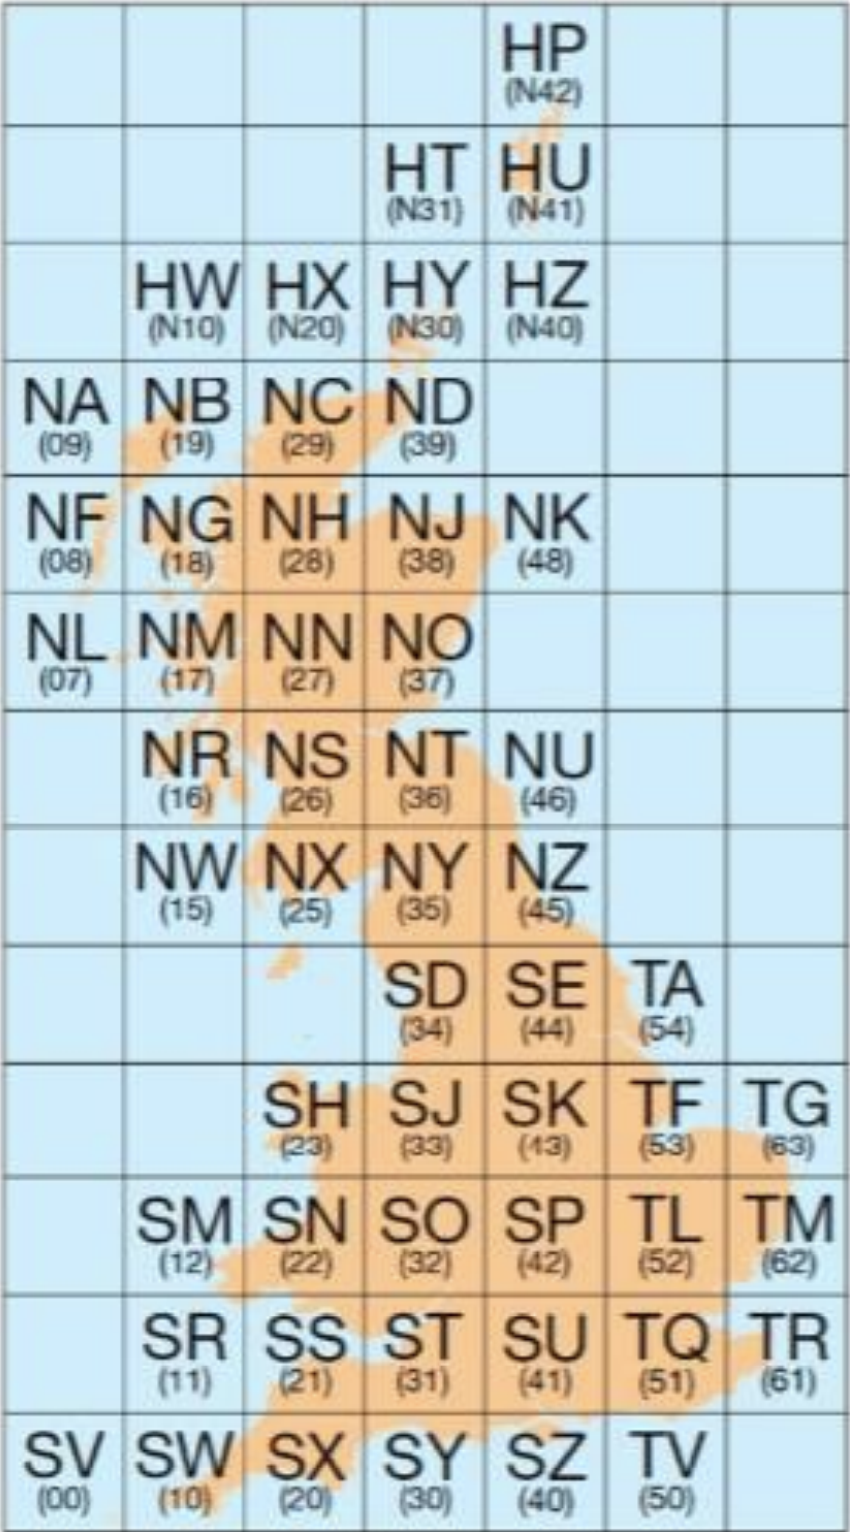 HP
(N42)
HT HU
(N31) (N41)
HW HX HY HZ
(N10) (N20) (N30) (N40)
NA NB NC ND
(09) (19) (29) (39)
NF NG NH NJ NK
(08) (18) (28) (38) (48)
NL NM NN NO
(07) (17) (27) (37)
NR NS NT NU
(16) (26) (36) (46)
NW NX NY NZ
(15) (25) (35) (45)
SD SE TA
(34) (44) (54)
SH SJ SK TF TG
(23) (33) (43) (53) (63)
SM SN SO SP TL TM
(12) (22) (32) (42) (52) (62)
SR SS ST SU TQ TR
(11) (21) (31) (41) (51) (61)
SV SW SX SY SZ TV
(00) (10) (20) (30) (40) (50)